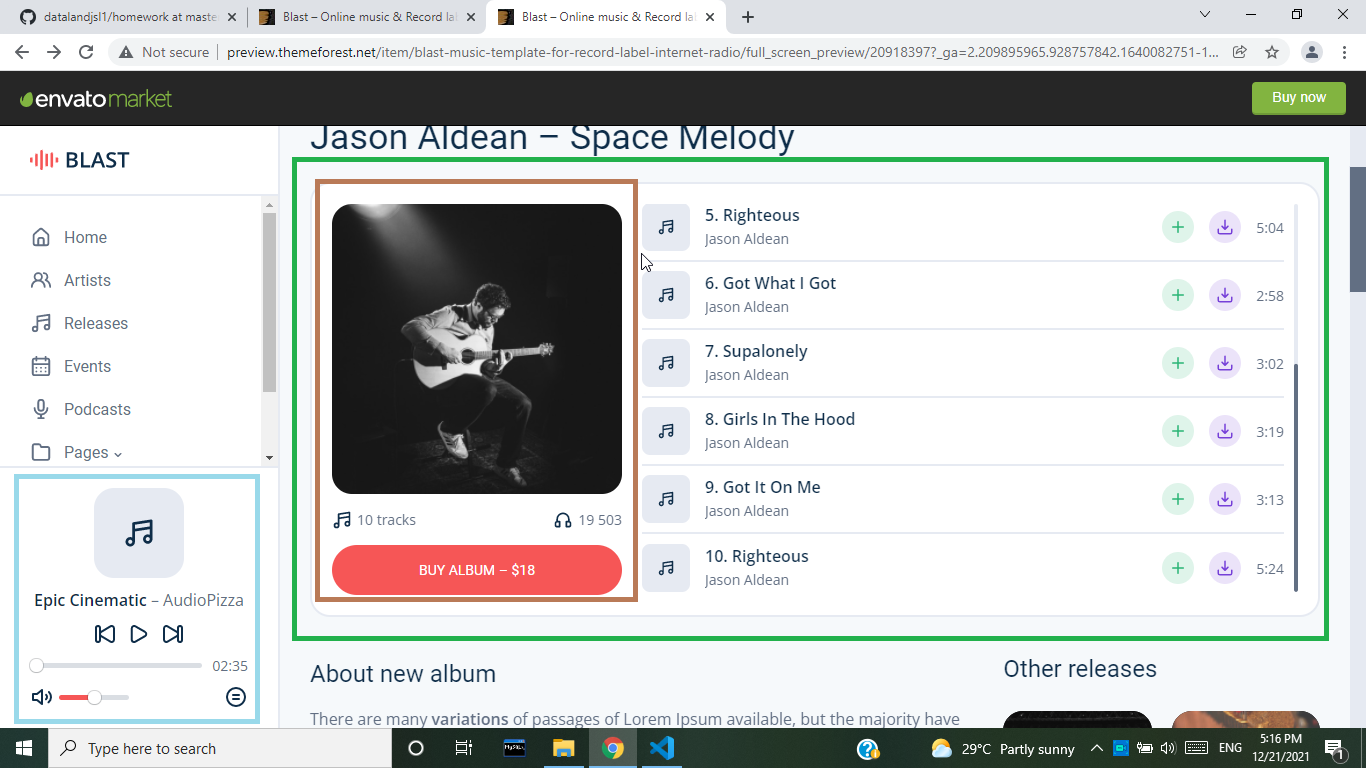 datalandjsl1/homework at maste
Blast – Online music & Record la
Blast – Online music & Record la
Not secure
preview.themeforest.net/item/blast-music-template-for-record-label-internet-radio/full_screen_preview/20918397?_ga=2.209895965.928757842.1640082751-1...
envato market
Buy now
BLAST
Home
Artists
Releases
Events
Podcasts
Pages
Epic Cinematic – AudioPizza
02:35
Jason Aldean – Space Melody
10 tracks
19 503
BUY ALBUM – $18
5. Righteous
Jason Aldean
5:04
6. Got What I Got
Jason Aldean
2:58
7. Supalonely
Jason Aldean
3:02
8. Girls In The Hood
Jason Aldean
3:19
9. Got It On Me
Jason Aldean
3:13
10. Righteous
Jason Aldean
5:24
About new album
There are many variations of passages of Lorem Ipsum available, but the majority have
Other releases
Type here to search
MySQL
29°C Partly sunny
ENG
5:16 PM
12/21/2021
1